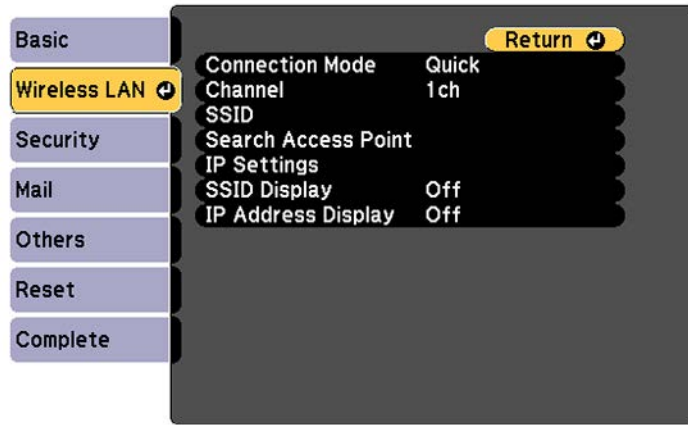 Basic
Wireless LAN
Security
Mail
Others
Reset
Complete
Return
Connection Mode Quick
Channel 1ch
SSID
Search Access Point
IP Settings
SSID Display Off
IP Address Display Off